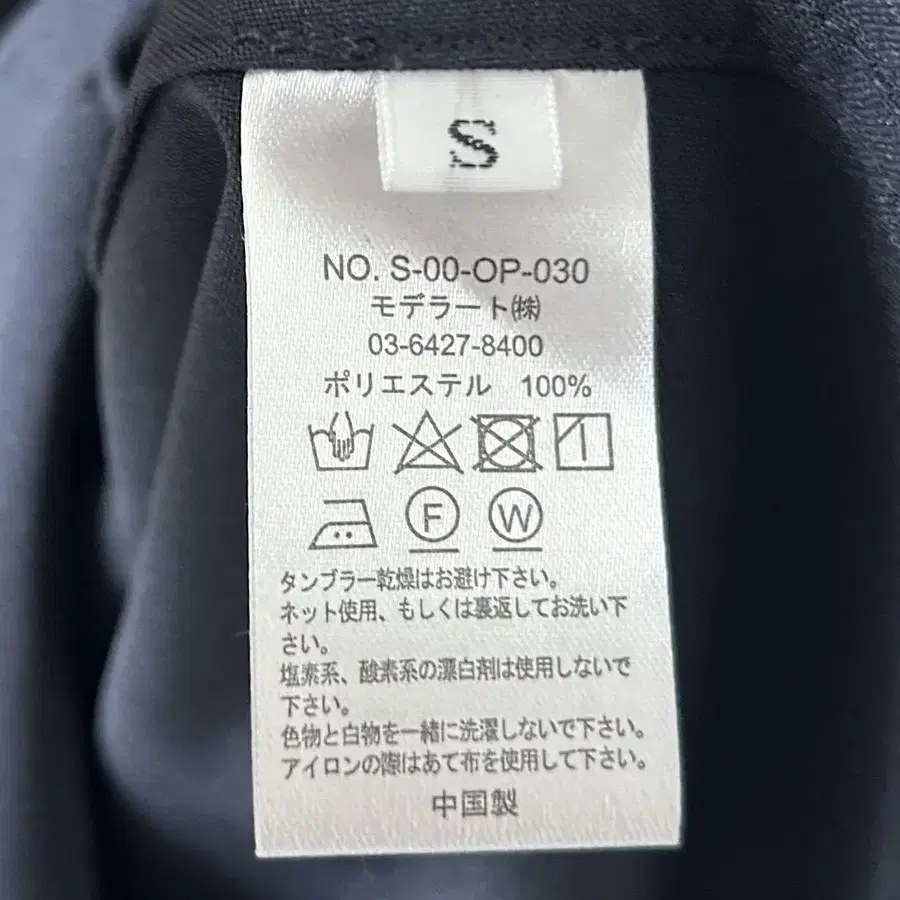 S
NO. S-00-OP-030
モデラート㈱
03-6427-8400
ポリエステル 100%
F W
タンブラー乾燥はお避け下さい。
ネット使用、もしくは裏返してお洗い下
さい。
塩素系、酸素系の漂白剤は使用しないで
下さい。
色物と白物を一緒に洗濯しないで下さい。
アイロンの際はあて布を使用して下さい。
中国製